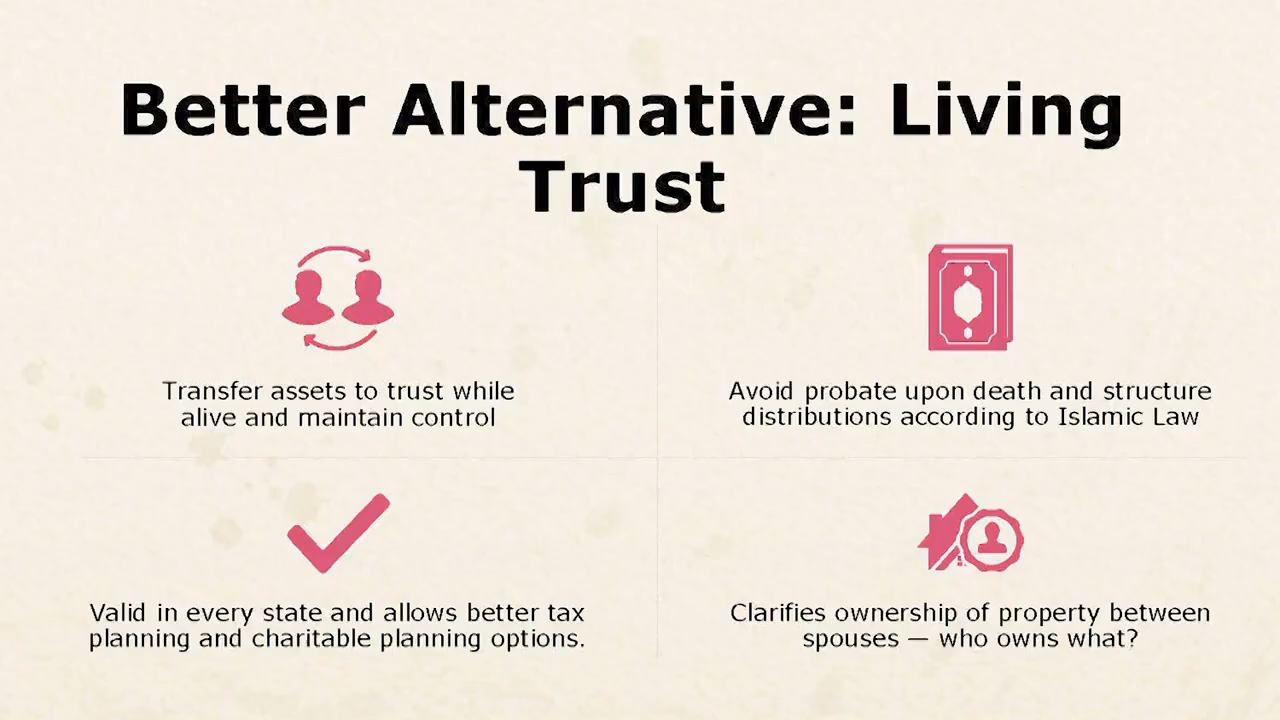 Better Alternative: Living
Trust
Transfer assets to trust while
alive and maintain control
Avoid probate upon death and structure
distributions according to Islamic Law
Valid in every state and allows better tax
planning and charitable planning options.
Clarifies ownership of property between
spouses — who owns what?